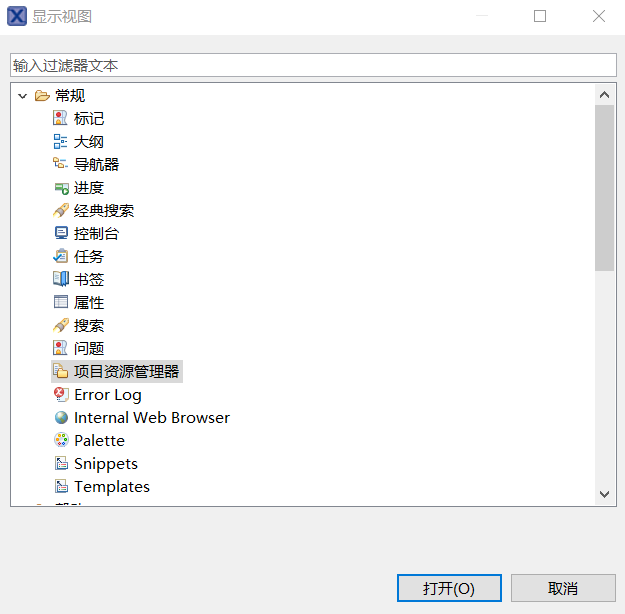 显示视图
输入过滤器文本
常规
标记
大纲
导航器
进度
经典搜索
控制台
任务
书签
属性
搜索
问题
项目资源管理器
Error Log
Internal Web Browser
Palette
Snippets
Templates
打开(O)
取消